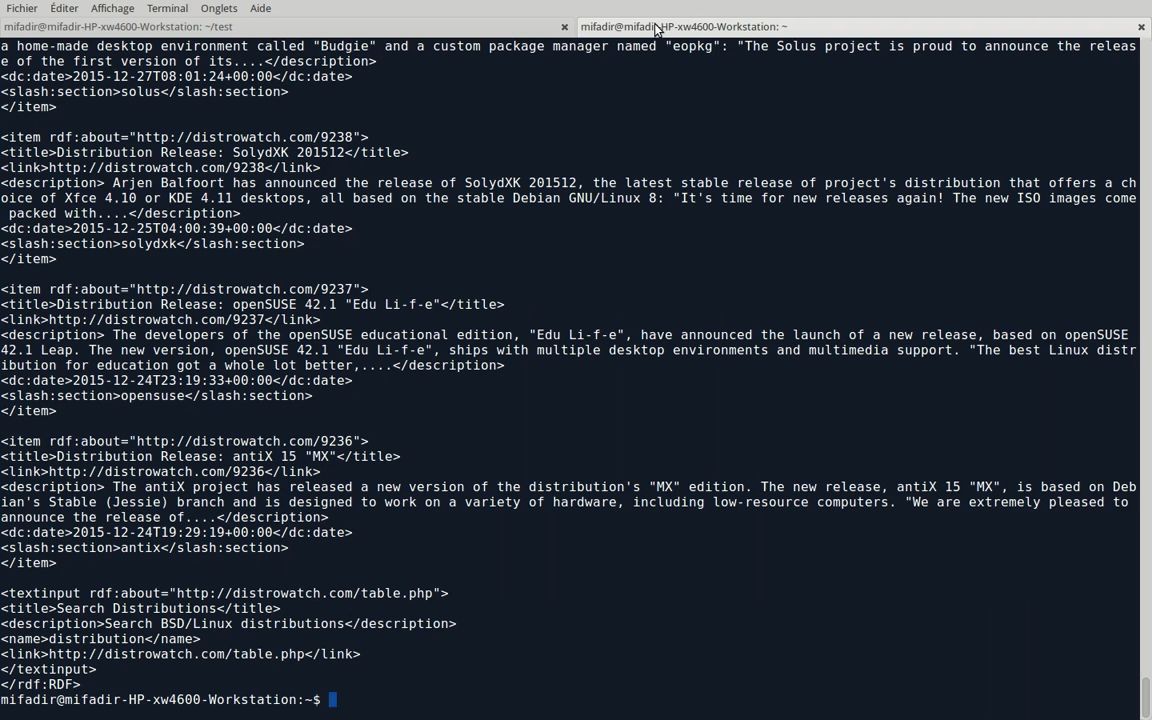 Fichier Éditer Affichage Terminal Onglets Aide
mifadir@mifadir-HP-xw4600-Workstation: ~/test mifadir@mifadir-HP-xw4600-Workstation: ~
a home-made desktop environment called "Budgie" and a custom package manager named "eopkg": "The Solus project is proud to announce the releas
e of the first version of its....</description>
<dc:date>2015-12-27T08:01:24+00:00</dc:date>
<slash:section>solus</slash:section>
</item>
<item rdf:about="http://distrowatch.com/9238">
<title>Distribution Release: SolydXK 201512</title>
<link>http://distrowatch.com/9238</link>
<description> Arjen Balfoort has announced the release of SolydXK 201512, the latest stable release of project's distribution that offers a ch
oice of Xfce 4.10 or KDE 4.11 desktops, all based on the stable Debian GNU/Linux 8: "It's time for new releases again! The new ISO images come
 packed with....</description>
<dc:date>2015-12-25T04:00:39+00:00</dc:date>
<slash:section>solydxk</slash:section>
</item>
<item rdf:about="http://distrowatch.com/9237">
<title>Distribution Release: openSUSE 42.1 "Edu Li-f-e"</title>
<link>http://distrowatch.com/9237</link>
<description> The developers of the openSUSE educational edition, "Edu Li-f-e", have announced the launch of a new release, based on openSUSE
42.1 Leap. The new version, openSUSE 42.1 "Edu Li-f-e", ships with multiple desktop environments and multimedia support. "The best Linux distr
ibution for education got a whole lot better,....</description>
<dc:date>2015-12-24T23:19:33+00:00</dc:date>
<slash:section>opensuse</slash:section>
</item>
<item rdf:about="http://distrowatch.com/9236">
<title>Distribution Release: antiX 15 "MX"</title>
<link>http://distrowatch.com/9236</link>
<description> The antiX project has released a new version of the distribution's "MX" edition. The new release, antiX 15 "MX", is based on Deb
ian's Stable (Jessie) branch and is designed to work on a variety of hardware, including low-resource computers. "We are extremely pleased to
announce the release of....</description>
<dc:date>2015-12-24T19:29:19+00:00</dc:date>
<slash:section>antix</slash:section>
</item>
<textinput rdf:about="http://distrowatch.com/table.php">
<title>Search Distributions</title>
<description>Search BSD/Linux distributions</description>
<name>distribution</name>
<link>http://distrowatch.com/table.php</link>
</textinput>
</rdf:RDF>
mifadir@mifadir-HP-xw4600-Workstation:~$